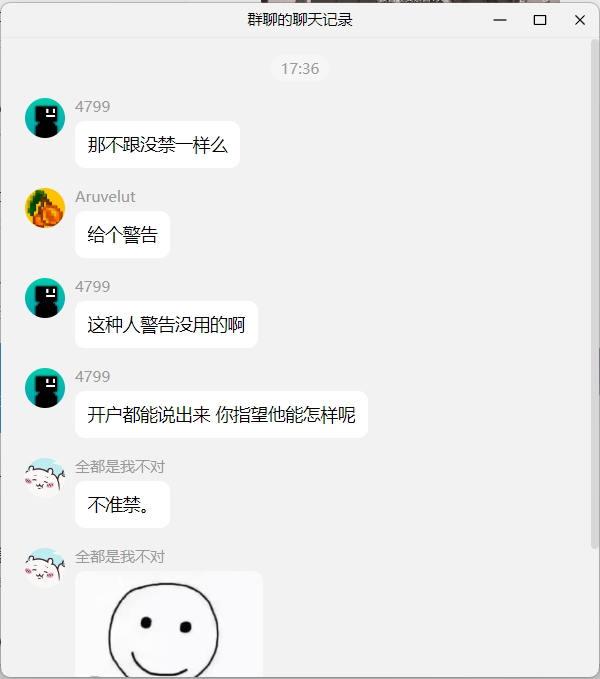 群聊的聊天记录
17:36
4799
那不跟没禁一样么
Aruvelut
给个警告
4799
这种人警告没用的啊
4799
开户都能说出来 你指望他能怎样呢
全都是我不对
不准禁。
全都是我不对